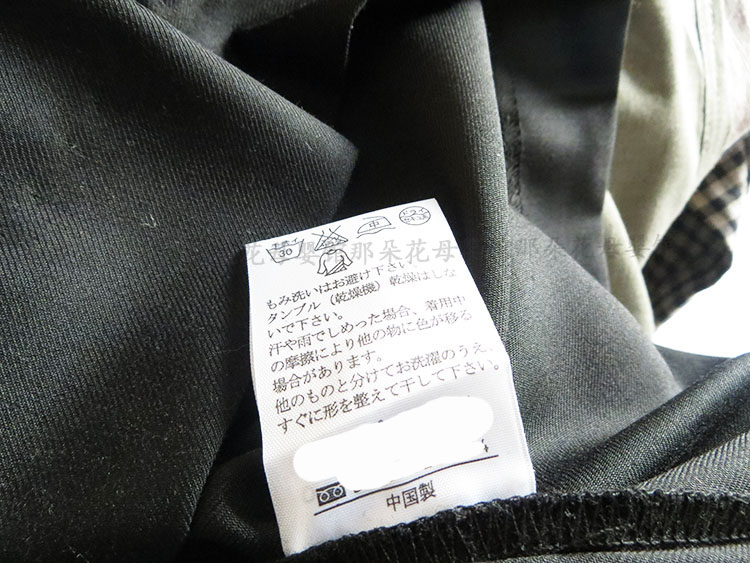 30
中
もみ洗いはお避け下さい。
タンブル(乾燥機)乾燥はしな
いで下さい。
汗や雨でしめった場合、着用中
の摩擦により他の物に色が移る
場合があります。
他のものと分けてお洗濯のうえ、
すぐに形を整えて干して下さい。
中国製